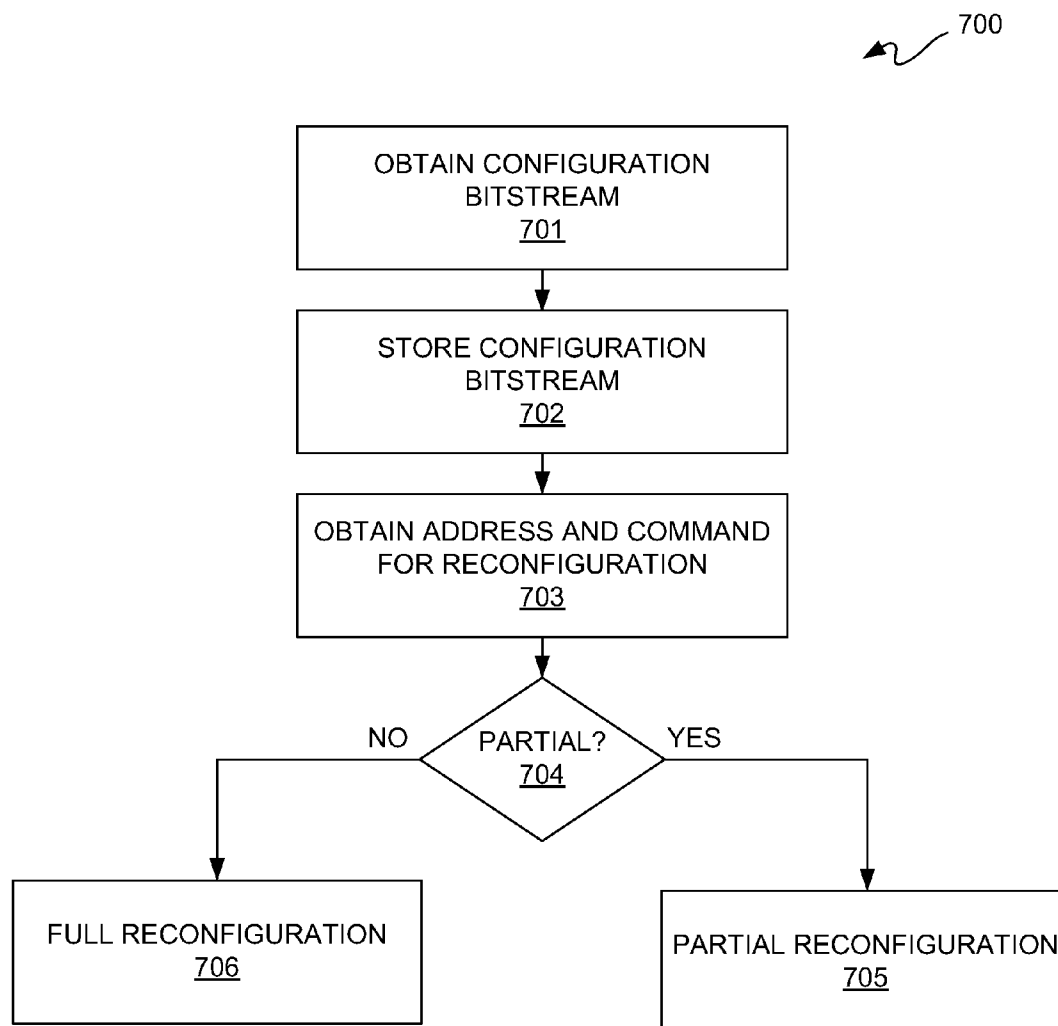 700
OBTAIN CONFIGURATION
BITSTREAM
701
STORE CONFIGURATION
BITSTREAM
702
OBTAIN ADDRESS AND COMMAND
FOR RECONFIGURATION
703
NO
PARTIAL?
704
YES
FULL RECONFIGURATION
706
PARTIAL RECONFIGURATION
705